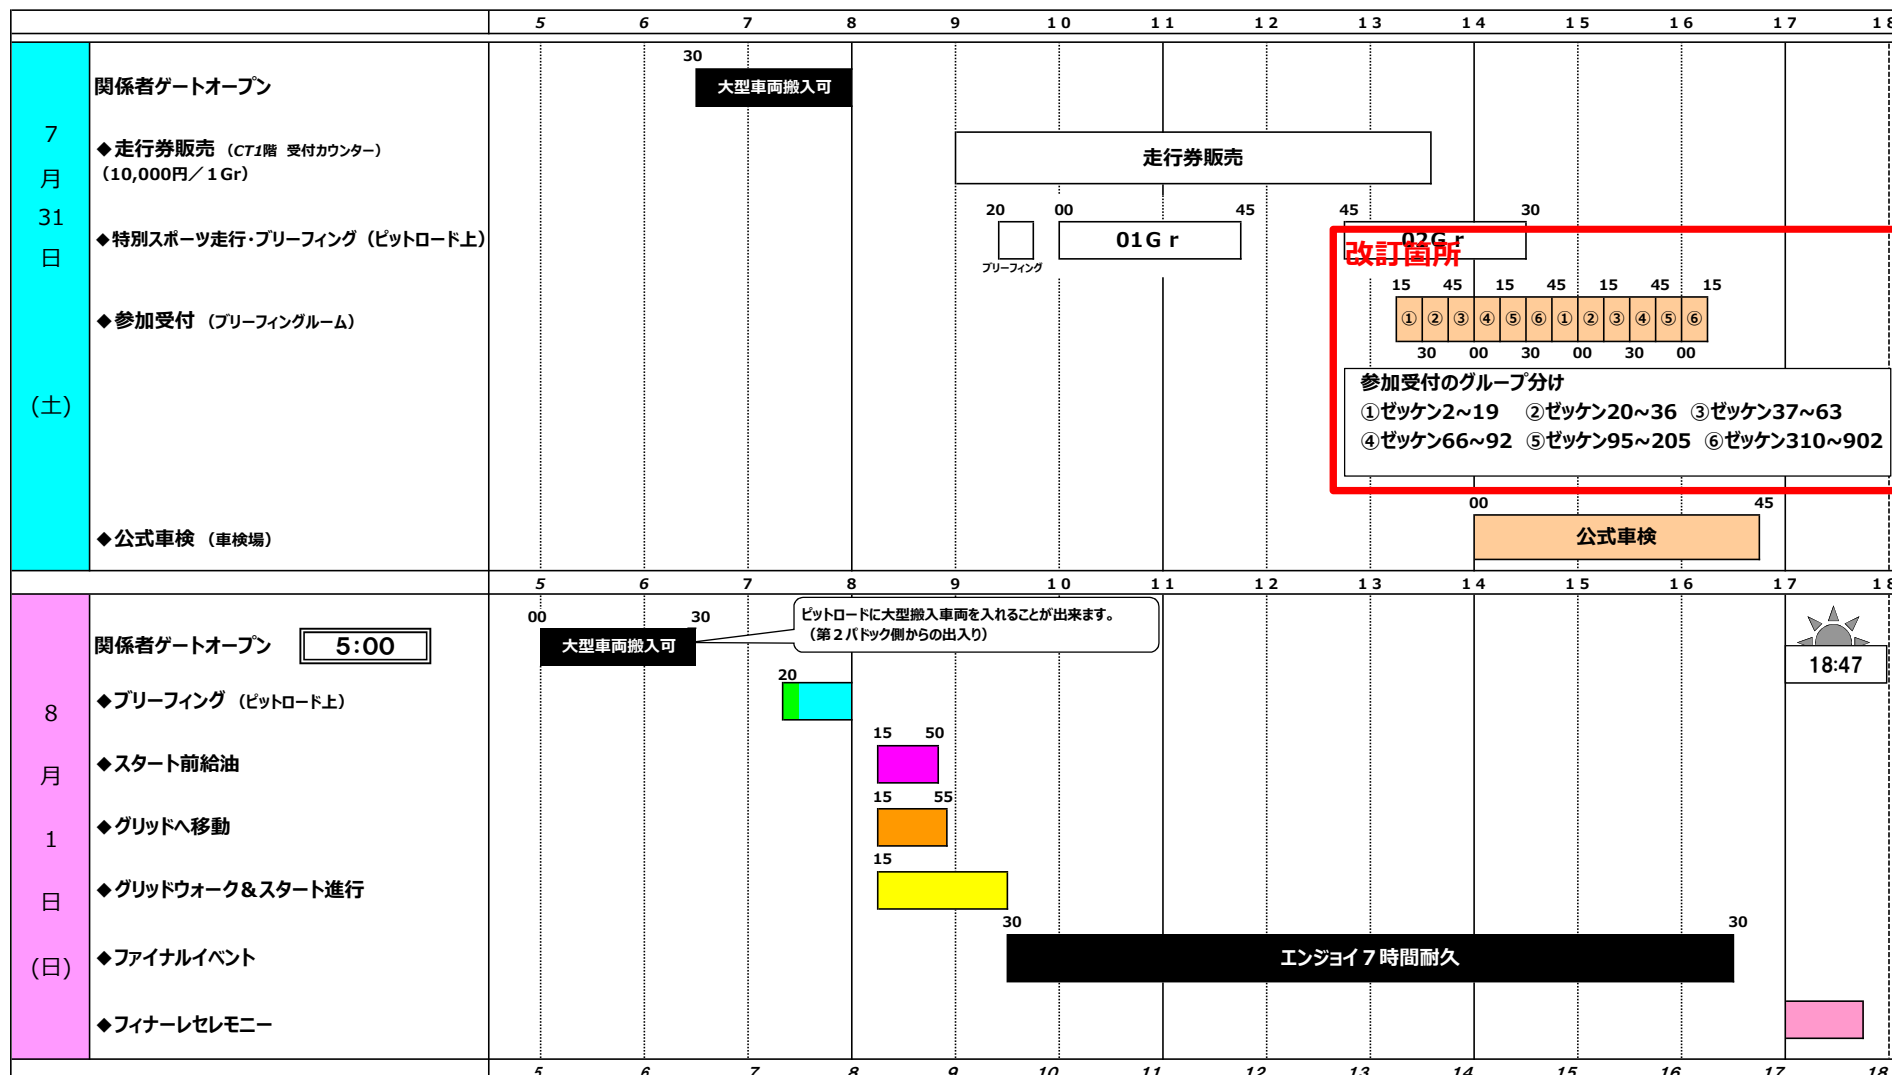 5 6 7 8 9 10 11 12 13 14 15 16 17 18
7
月
31
日
(土)
関係者ゲートオープン
30
大型車両搬入可
◆走行券販売 （CT1階 受付カウンター）
（10,000円／１Gr）
走行券販売
◆特別スポーツ走行・ブリーフィング（ピットロード上）
20 00 45 45 30
ブリーフィング
01Ｇｒ
02Ｇｒ
改訂箇所
◆参加受付 （ブリーフィングルーム）
15 45 15 45 15 45 15
① ② ③ ④ ⑤ ⑥ ① ② ③ ④ ⑤ ⑥
30 00 30 00 30 00
参加受付のグループ分け
①ゼッケン2~19 ②ゼッケン20~36 ③ゼッケン37~63
④ゼッケン66~92 ⑤ゼッケン95~205 ⑥ゼッケン310~902
◆公式車検 （車検場）
00 45
公式車検
5 6 7 8 9 10 11 12 13 14 15 16 17 18
8
月
1
日
(日)
関係者ゲートオープン 5:00
00 30
大型車両搬入可
ピットロードに大型搬入車両を入れることが出来ます。
（第２パドック側からの出入り）
18:47
◆ブリーフィング （ピットロード上）
20
◆スタート前給油
15 50
◆グリッドへ移動
15 55
◆グリッドウォーク＆スタート進行
15
◆ファイナルイベント
30 30
エンジョイ７時間耐久
◆フィナーレセレモニー
5 6 7 8 9 10 11 12 13 14 15 16 17 18